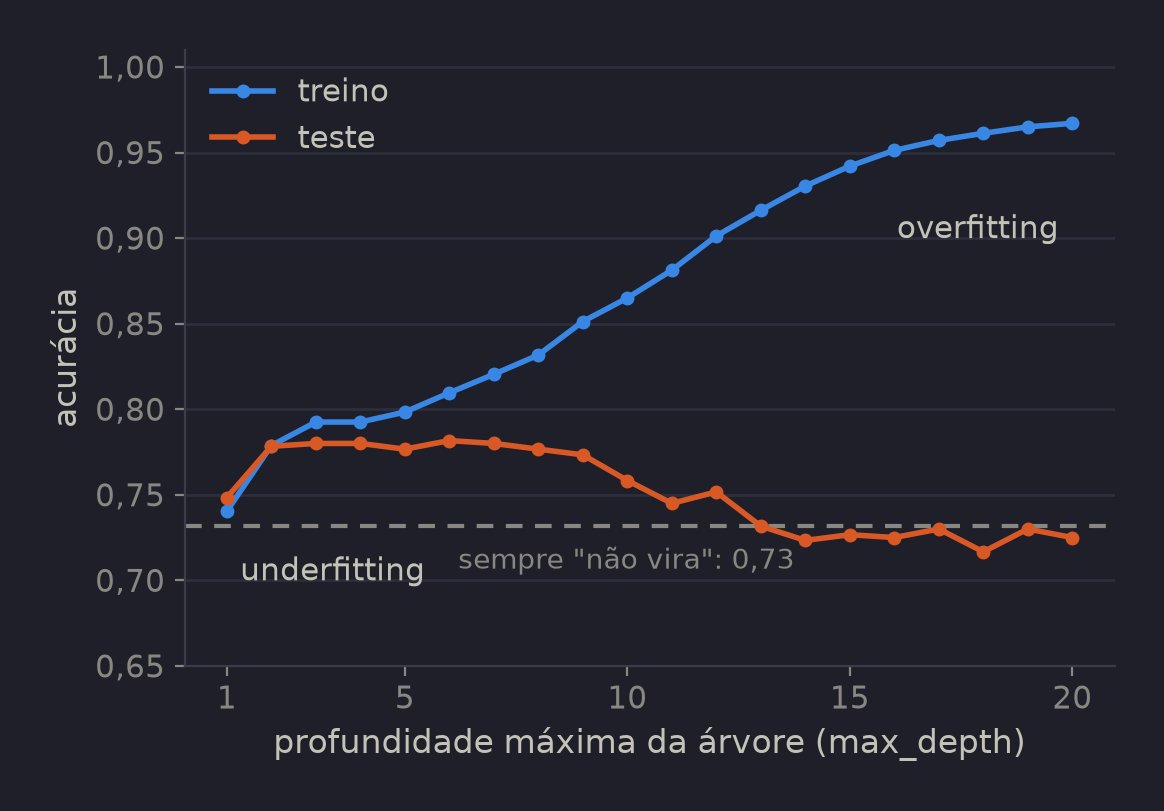 1,00
treino
teste
0,95
overfitting
0,90
0,85
acurácia
0,80
0,75
sempre "não vira": 0,73
underfitting
0,70
0,65
1 5 10 15 20
profundidade máxima da árvore (max_depth)